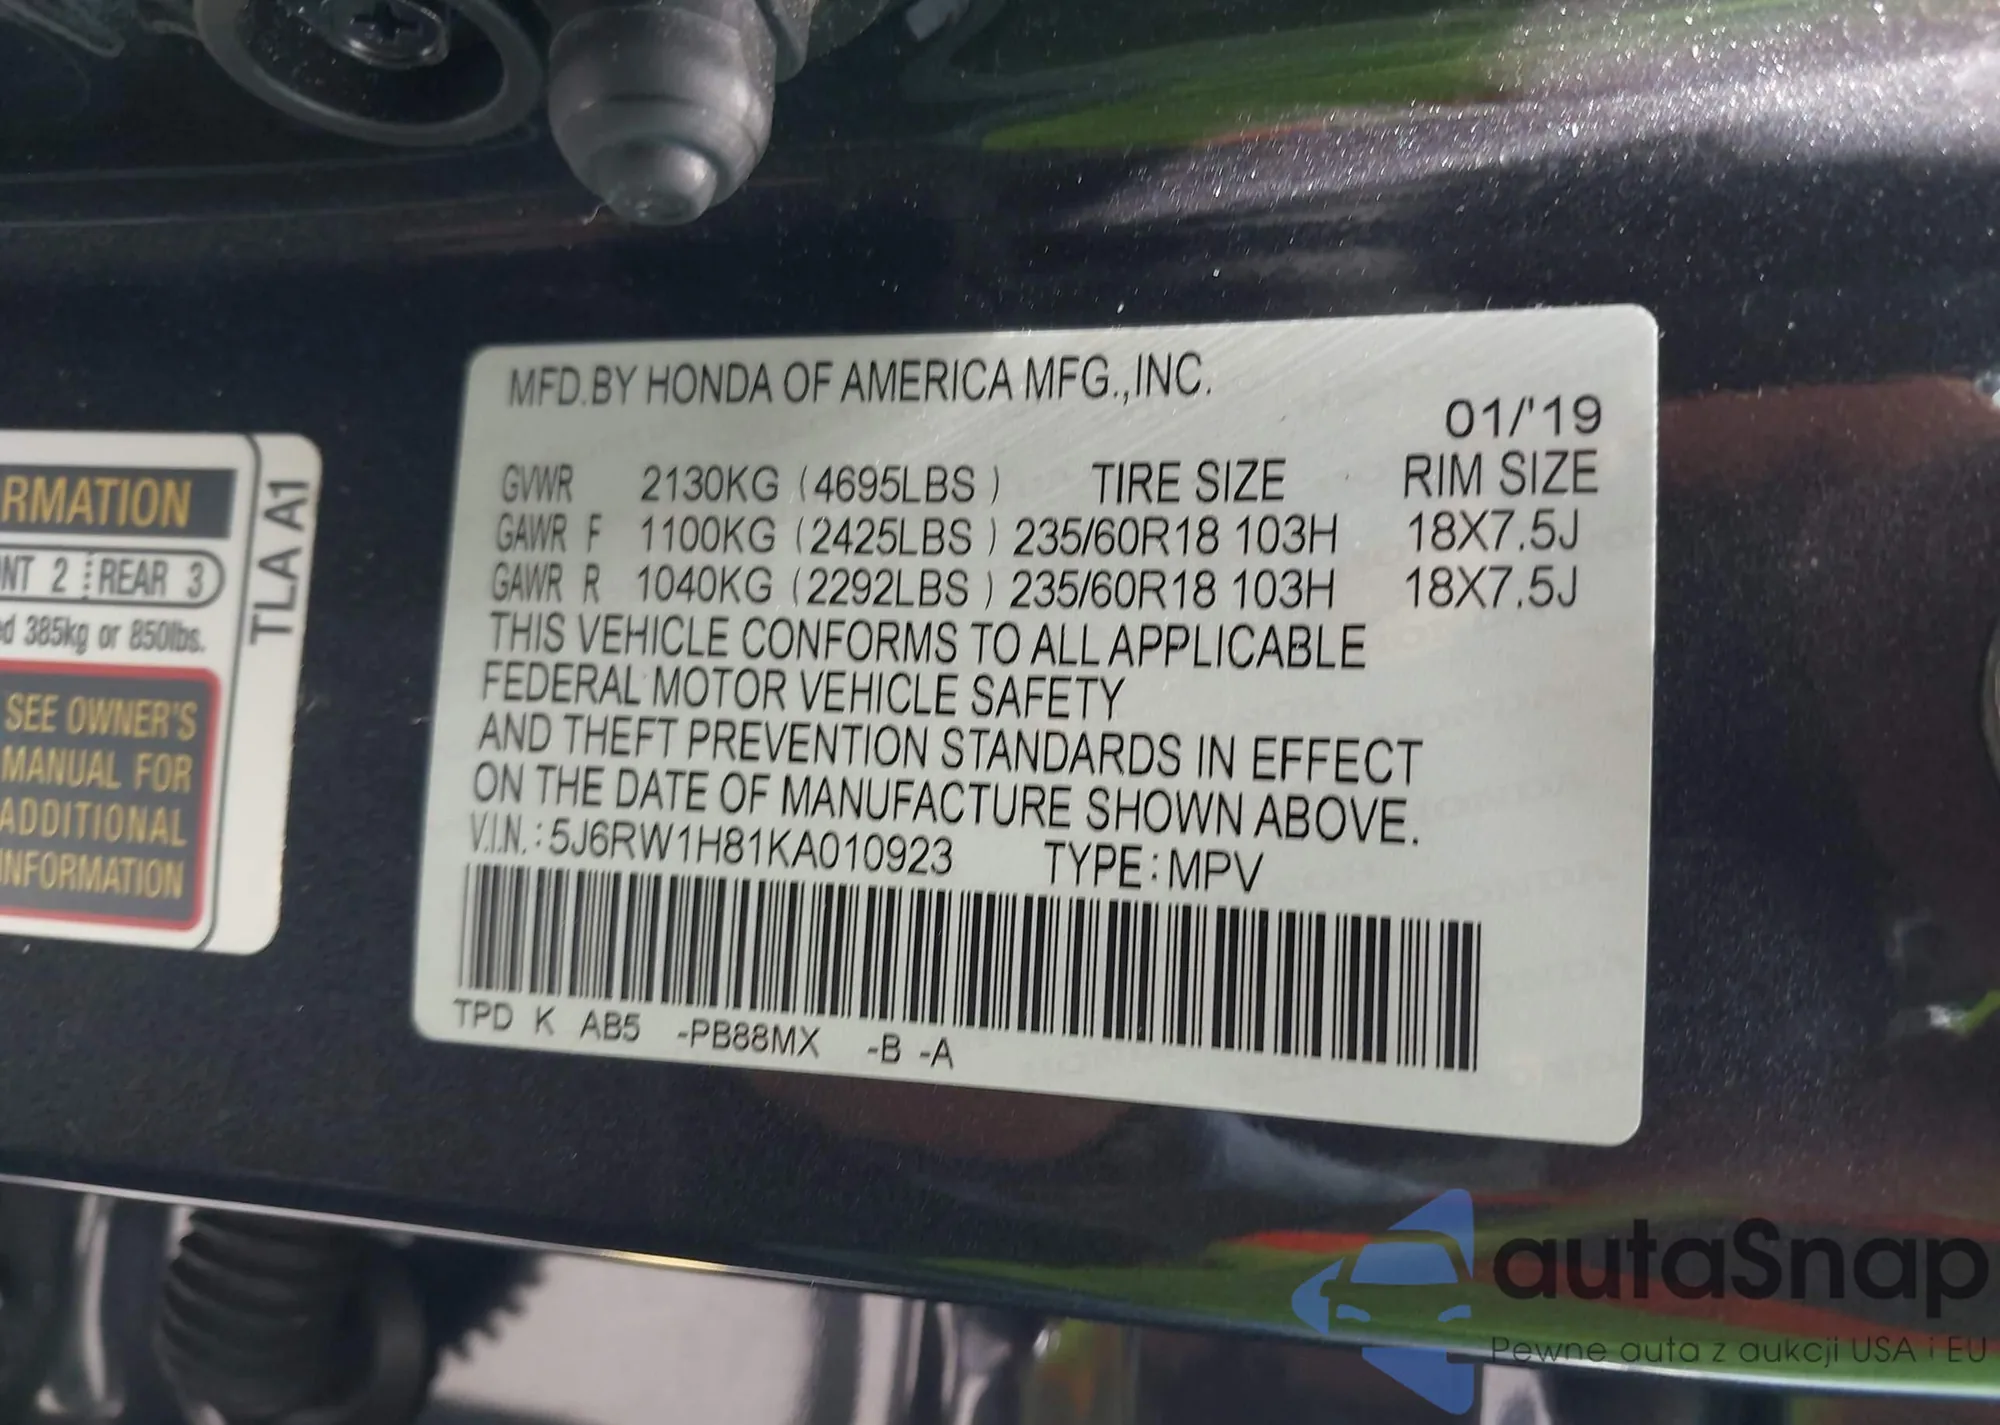 RMATION
NT 2 REAR 3
ed 385kg or 850lbs.
SEE OWNER'S
MANUAL FOR
ADDITIONAL
INFORMATION
TLA A1
MFD.BY HONDA OF AMERICA MFG.,INC.
01/'19
GVWR 2130KG (4695LBS ) TIRE SIZE RIM SIZE
GAWR F 1100KG (2425LBS ) 235/60R18 103H 18X7.5J
GAWR R 1040KG (2292LBS ) 235/60R18 103H 18X7.5J
THIS VEHICLE CONFORMS TO ALL APPLICABLE
FEDERAL MOTOR VEHICLE SAFETY
AND THEFT PREVENTION STANDARDS IN EFFECT
ON THE DATE OF MANUFACTURE SHOWN ABOVE.
V.I.N.: 5J6RW1H81KA010923 TYPE: MPV
TPD K AB5 -PB88MX -B -A
autaSnap
Pewne auta z aukcji USA i EU